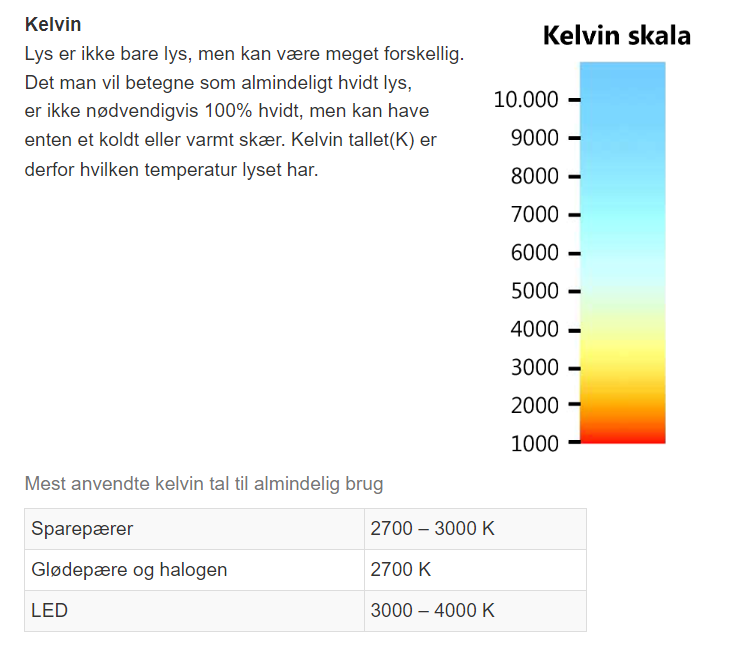 Kelvin
Lys er ikke bare lys, men kan være meget forskellig.
Det man vil betegne som almindeligt hvidt lys,
er ikke nødvendigvis 100% hvidt, men kan have
enten et koldt eller varmt skær. Kelvin tallet(K) er
derfor hvilken temperatur lyset har.
Kelvin skala
10.000
9000
8000
7000
6000
5000
4000
3000
2000
1000
Mest anvendte kelvin tal til almindelig brug
Sparepærer 2700 – 3000 K
Glødepære og halogen 2700 K
LED 3000 – 4000 K